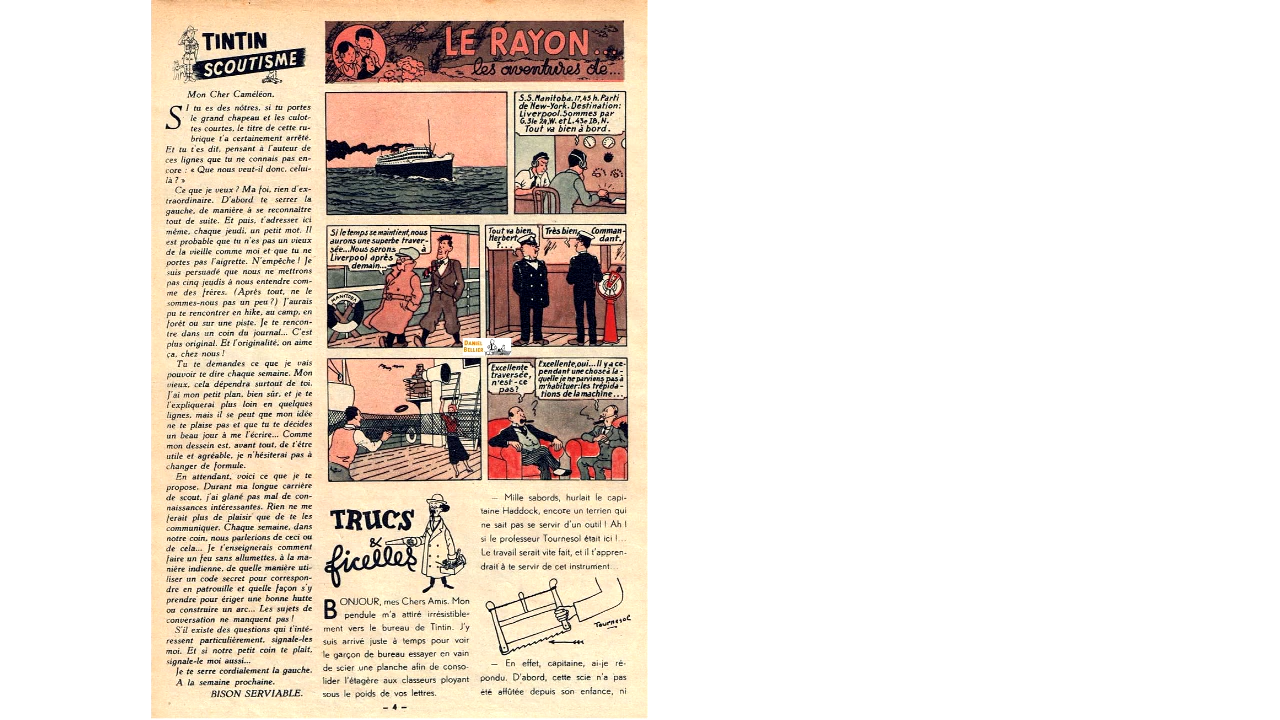 TINTIN
SCOUTISME
Mon Cher Caméléon.
SI tu es des nôtres, si tu portes
le grand chapeau et les culot-
tes courtes, le titre de cette ru-
brique t'a certainement arrêté.
Et tu t'es dit, pensant à l'auteur de
ces lignes que tu ne connais pas en-
core : « Que nous veut-il donc, celui-
là ? »
Ce que je veux ? Ma foi, rien d'ex-
traordinaire. D'abord te serrer la
gauche, de manière à se reconnaître
tout de suite. Et puis, t'adresser ici
même, chaque jeudi, un petit mot. Il
est probable que tu n'es pas un vieux
de la vieille comme moi et que tu ne
portes pas l'aigrette. N'empêche ! Je
suis persuadé que nous ne mettrons
pas cinq jeudis à nous entendre com-
me des frères. (Après tout, ne le
sommes-nous pas un peu ?) J'aurais
pu te rencontrer en hike, au camp, en
forêt ou sur une piste. Je te rencon-
tre dans un coin du journal... C'est
plus original. Et l'originalité, on aime
ça, chez nous !
Tu te demandes ce que je vais
pouvoir te dire chaque semaine. Mon
vieux, cela dépendra surtout de toi.
J'ai mon petit plan, bien sûr, et je te
l'expliquerai plus loin en quelques
lignes, mais il se peut que mon idée
ne te plaise pas et que tu te décides
un beau jour à me l'écrire... Comme
mon dessein est, avant tout, de t'être
utile et agréable, je n'hésiterai pas à
changer de formule.
En attendant, voici ce que je te
propose. Durant ma longue carrière
de scout, j'ai glané pas mal de con-
naissances intéressantes. Rien ne me
ferait plus de plaisir que de te les
communiquer. Chaque semaine, dans
notre coin, nous parlerions de ceci ou
de cela... Je t'enseignerais comment
faire un feu sans allumettes, à la ma-
nière indienne, de quelle manière uti-
liser un code secret pour correspon-
dre en patrouille et quelle façon s'y
prendre pour ériger une bonne hutte
ou construire un arc... Les sujets de
conversation ne manquent pas !
S'il existe des questions qui t'inté-
ressent particulièrement, signale-les
moi. Et si notre petit coin te plaît,
signale-le moi aussi...
Je te serre cordialement la gauche.
A la semaine prochaine.
BISON SERVIABLE.
LE RAYON...
les aventures de...
S.S. Manitoba. 17,45 h. Parti
de New-York. Destination:
Liverpool. Sommes par
G. 31e 24, W. et L. 43e 18, N.
Tout va bien à bord.
Si le temps se maintient, nous
aurons une superbe traver-
sée... Nous serons à
Liverpool après
demain...
MANITOBA
Tout va bien,
Herbert
?...
Très bien, Comman-
dant.
DANIEL
BELLIER
Excellente
traversée,
n'est-ce
pas?
Excellente, oui... Il y a ce-
pendant une chose à la-
quelle je ne parviens pas à
m'habituer: les trépida-
tions de la machine...
TRUCS
&
ficelles
BONJOUR, mes Chers Amis. Mon
pendule m'a attiré irrésistible-
ment vers le bureau de Tintin. J'y
suis arrivé juste à temps pour voir
le garçon de bureau essayer en vain
de scier une planche afin de conso-
lider l'étagère aux classeurs ployant
sous le poids de vos lettres.
— Mille sabords, hurlait le capi-
taine Haddock, encore un terrien qui
ne sait pas se servir d'un outil ! Ah !
si le professeur Tournesol était ici !...
Le travail serait vite fait, et il t'appren-
drait à te servir de cet instrument...
Tournesol
— En effet, capitaine, ai-je ré-
pondu. D'abord, cette scie n'a pas
été affûtée depuis son enfance, ni
— 4 —